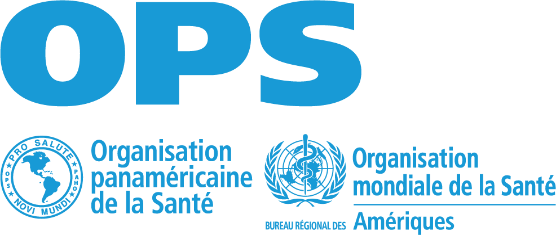 OPS
PRO SALUTE
NOVI MUNDI
Organisation
panaméricaine
de la Santé
Organisation
mondiale de la Santé
BUREAU RÉGIONAL DES Amériques